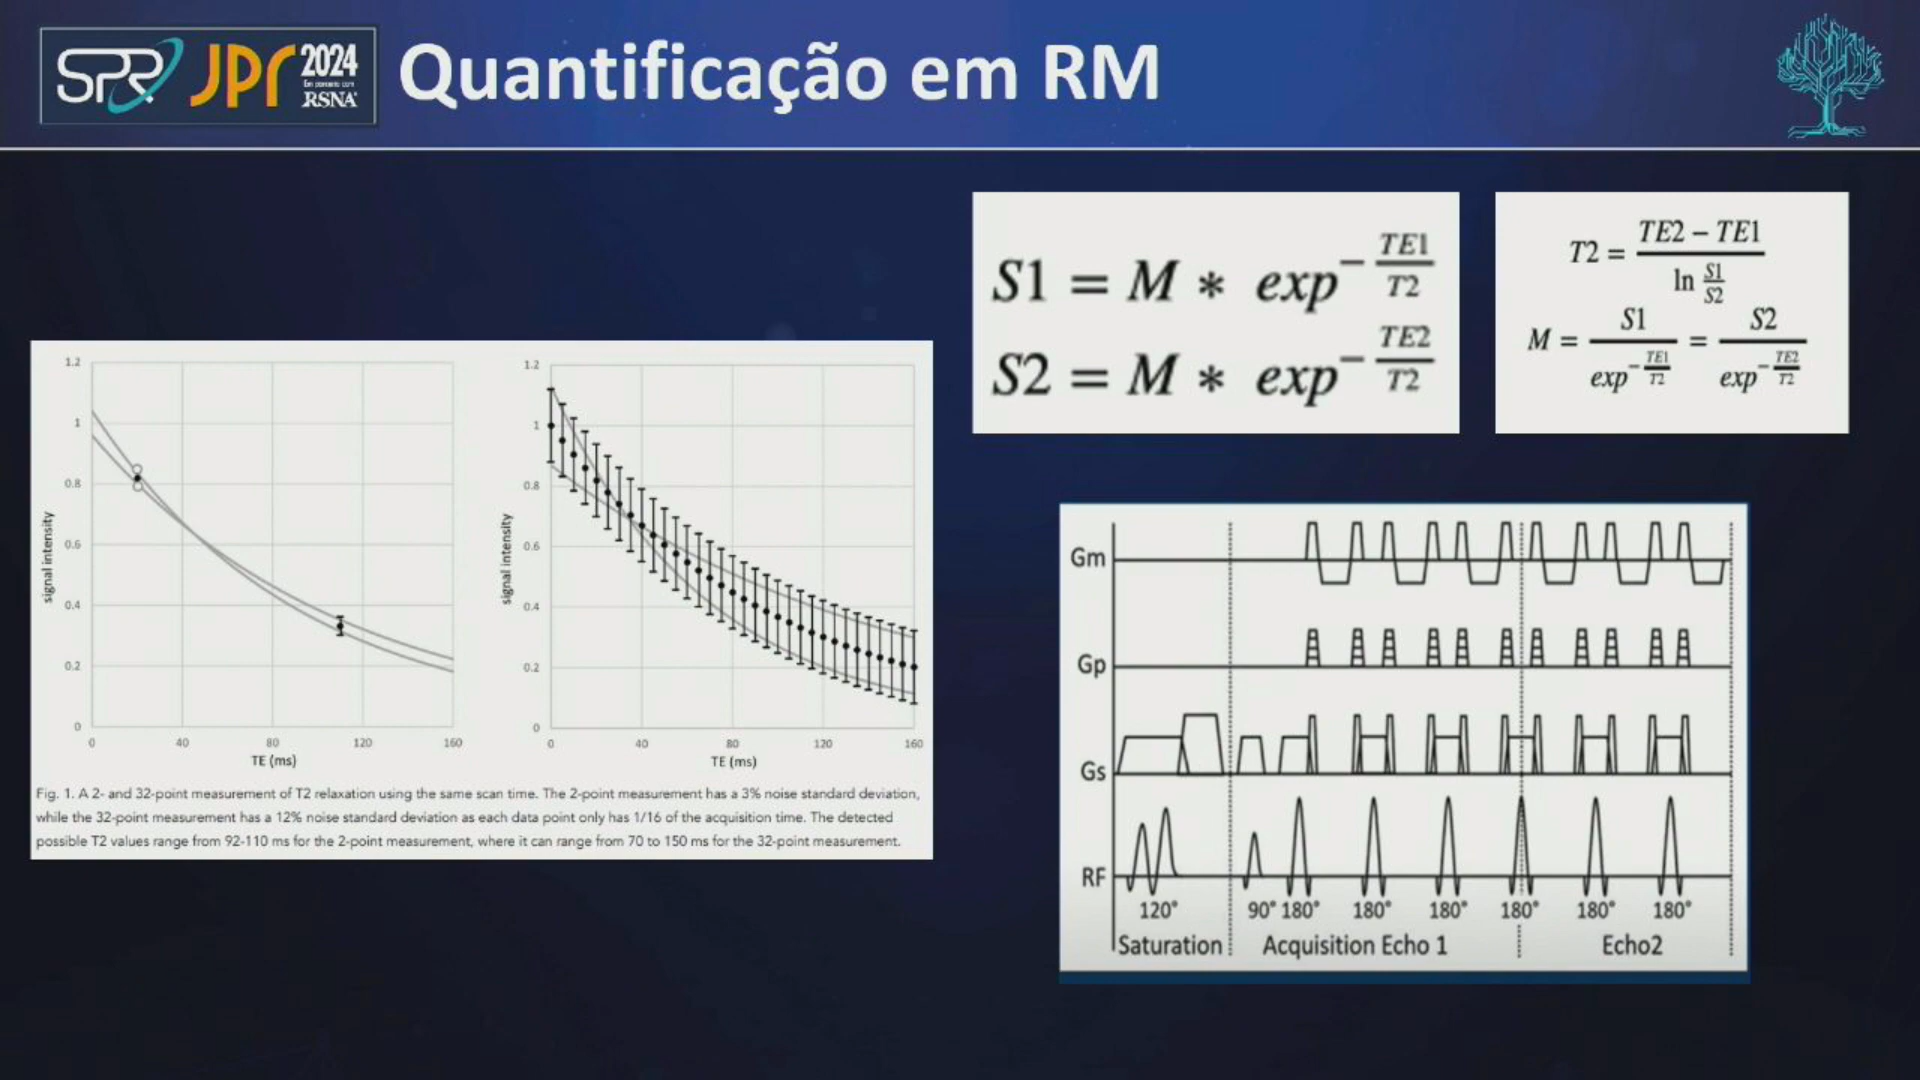 SPR JPR 2024
Em parceria com
RSNA
Quantificação em RM
S1 = M * exp^-TE1/T2
S2 = M * exp^-TE2/T2
T2 = (TE2 – TE1) / ln S1/S2
M = S1 / exp^-TE1/T2 = S2 / exp^-TE2/T2
1.2
1
0.8
0.6
0.4
0.2
0
signal intensity
0 40 80 120 160
TE (ms)
1.2
1
0.8
0.6
0.4
0.2
0
signal intensity
0 40 80 120 160
TE (ms)
Fig. 1. A 2- and 32-point measurement of T2 relaxation using the same scan time. The 2-point measurement has a 3% noise standard deviation,
while the 32-point measurement has a 12% noise standard deviation as each data point only has 1/16 of the acquisition time. The detected
possible T2 values range from 92-110 ms for the 2-point measurement, where it can range from 70 to 150 ms for the 32-point measurement.
Gm
Gp
Gs
RF
120° 90° 180° 180° 180° 180° 180° 180°
Saturation Acquisition Echo 1 Echo2